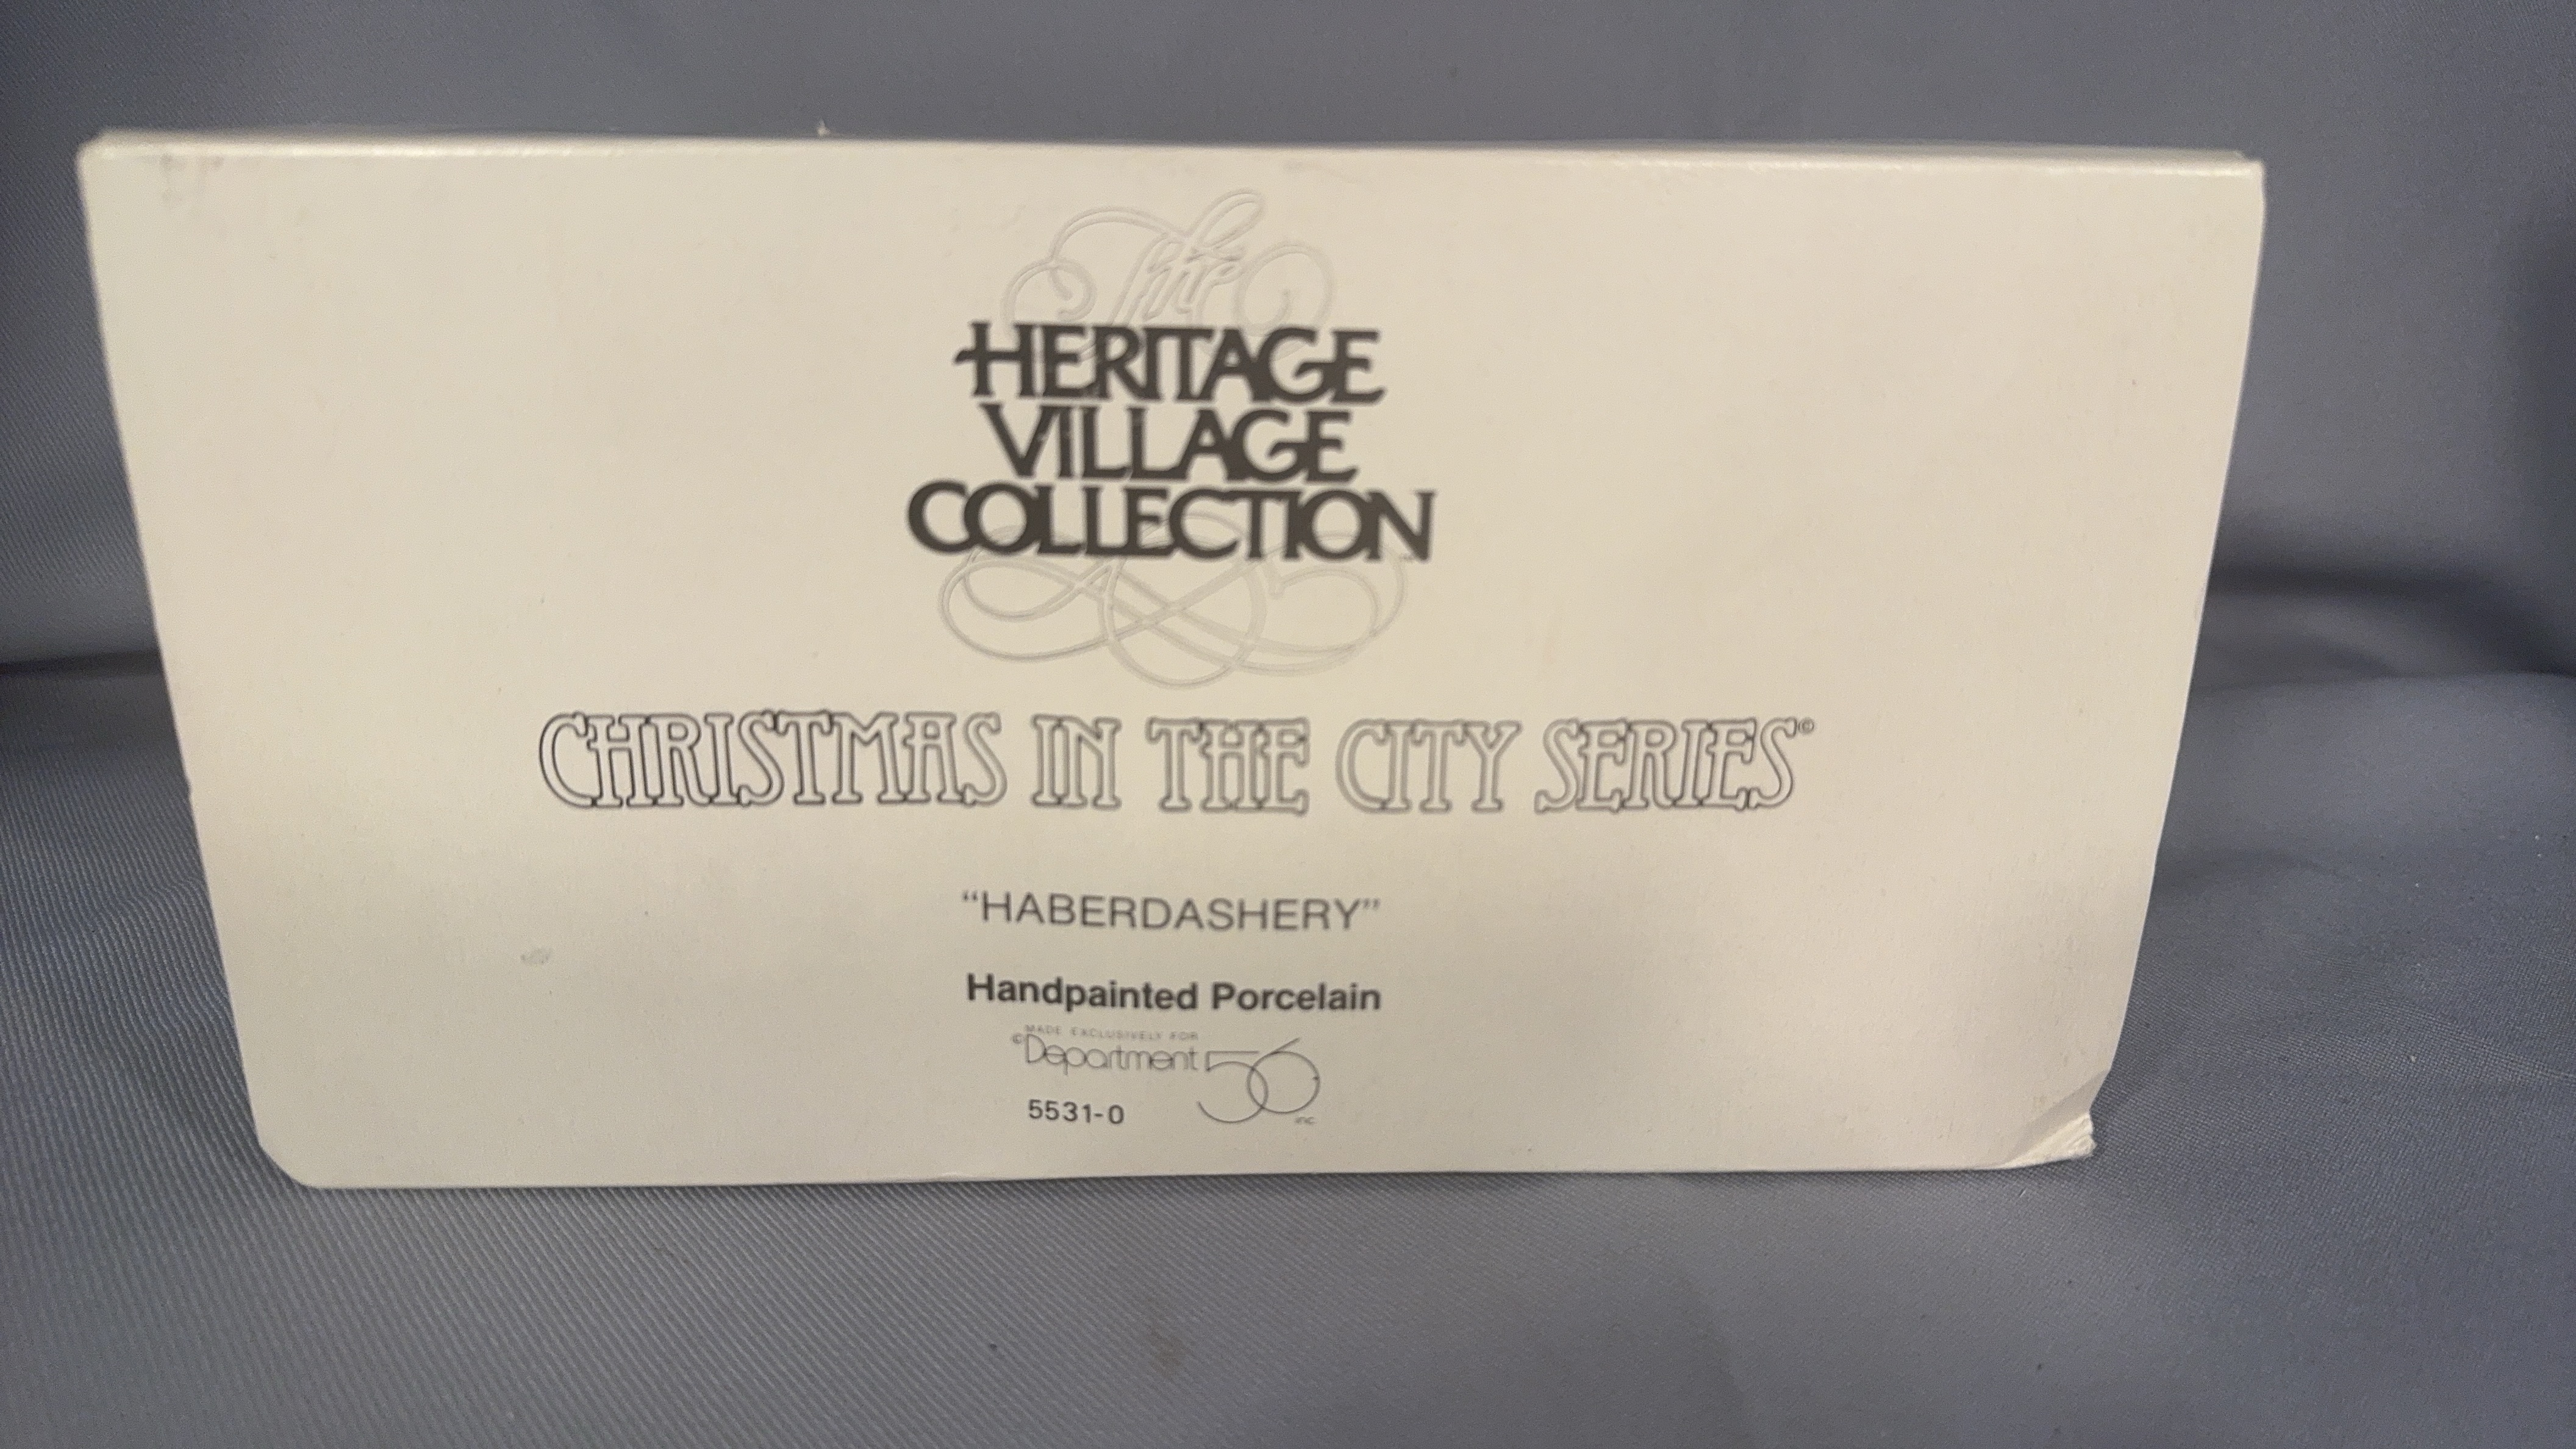 The
HERITAGE
VILLAGE
COLLECTION
CHRISTMAS IN THE CITY SERIES©
“HABERDASHERY”
Handpainted Porcelain
MADE EXCLUSIVELY FOR
©Department 56 INC
5531-0